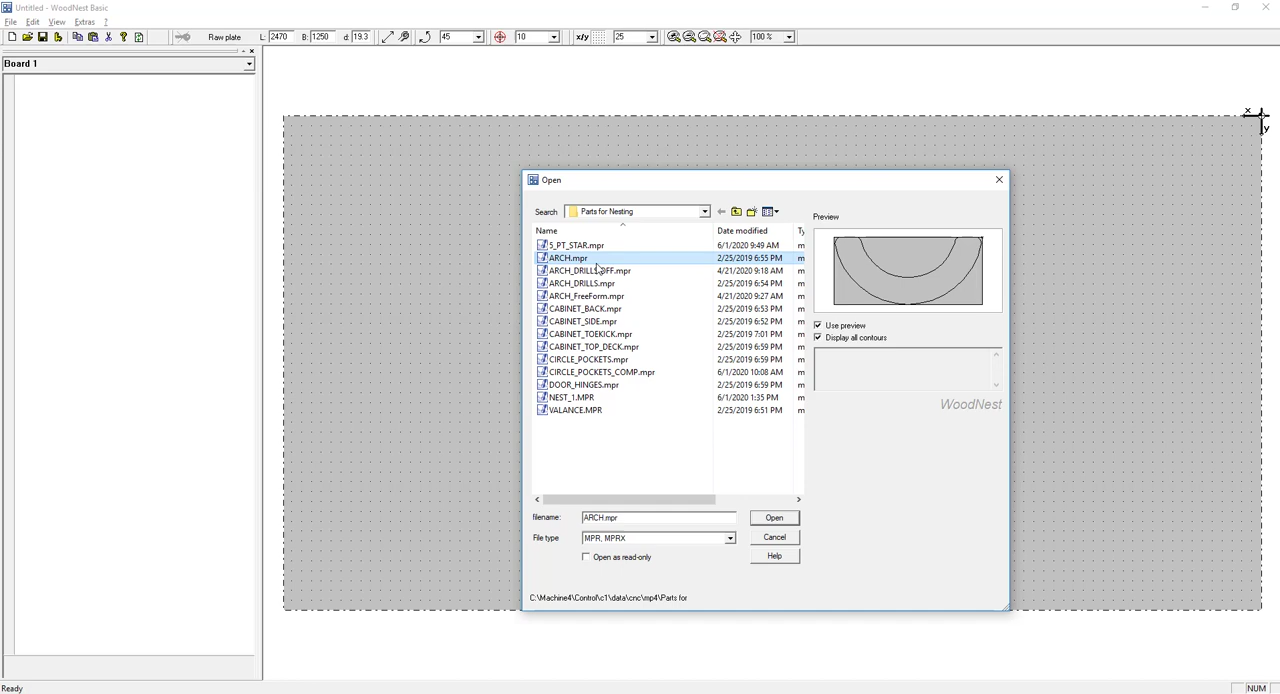 Untitled - WoodNest Basic
File Edit View Extras ?
Raw plate L: 2470 B: 1250 d: 19.3 45 10 x/y 25 100 %
Board 1
x
y
Open
Search Parts for Nesting
Preview
Name Date modified Ty
5_PT_STAR.mpr 6/1/2020 9:49 AM m
ARCH.mpr 2/25/2019 6:55 PM m
ARCH_DRILLS_OFF.mpr 4/21/2020 9:18 AM m
ARCH_DRILLS.mpr 2/25/2019 6:54 PM m
ARCH_FreeForm.mpr 4/21/2020 9:27 AM m
CABINET_BACK.mpr 2/25/2019 6:53 PM m
CABINET_SIDE.mpr 2/25/2019 6:52 PM m
CABINET_TOEKICK.mpr 2/25/2019 7:01 PM m
CABINET_TOP_DECK.mpr 2/25/2019 6:59 PM m
CIRCLE_POCKETS.mpr 2/25/2019 6:59 PM m
CIRCLE_POCKETS_COMP.mpr 6/1/2020 10:08 AM m
DOOR_HINGES.mpr 2/25/2019 6:59 PM m
NEST_1.MPR 6/1/2020 1:35 PM m
VALANCE.MPR 2/25/2019 6:51 PM m
Use preview
Display all contours
WoodNest
filename: ARCH.mpr Open
File type MPR, MPRX Cancel
Open as read-only Help
C:\Machine4\Control\c1\data\cnc\mp4\Parts for
Ready NUM